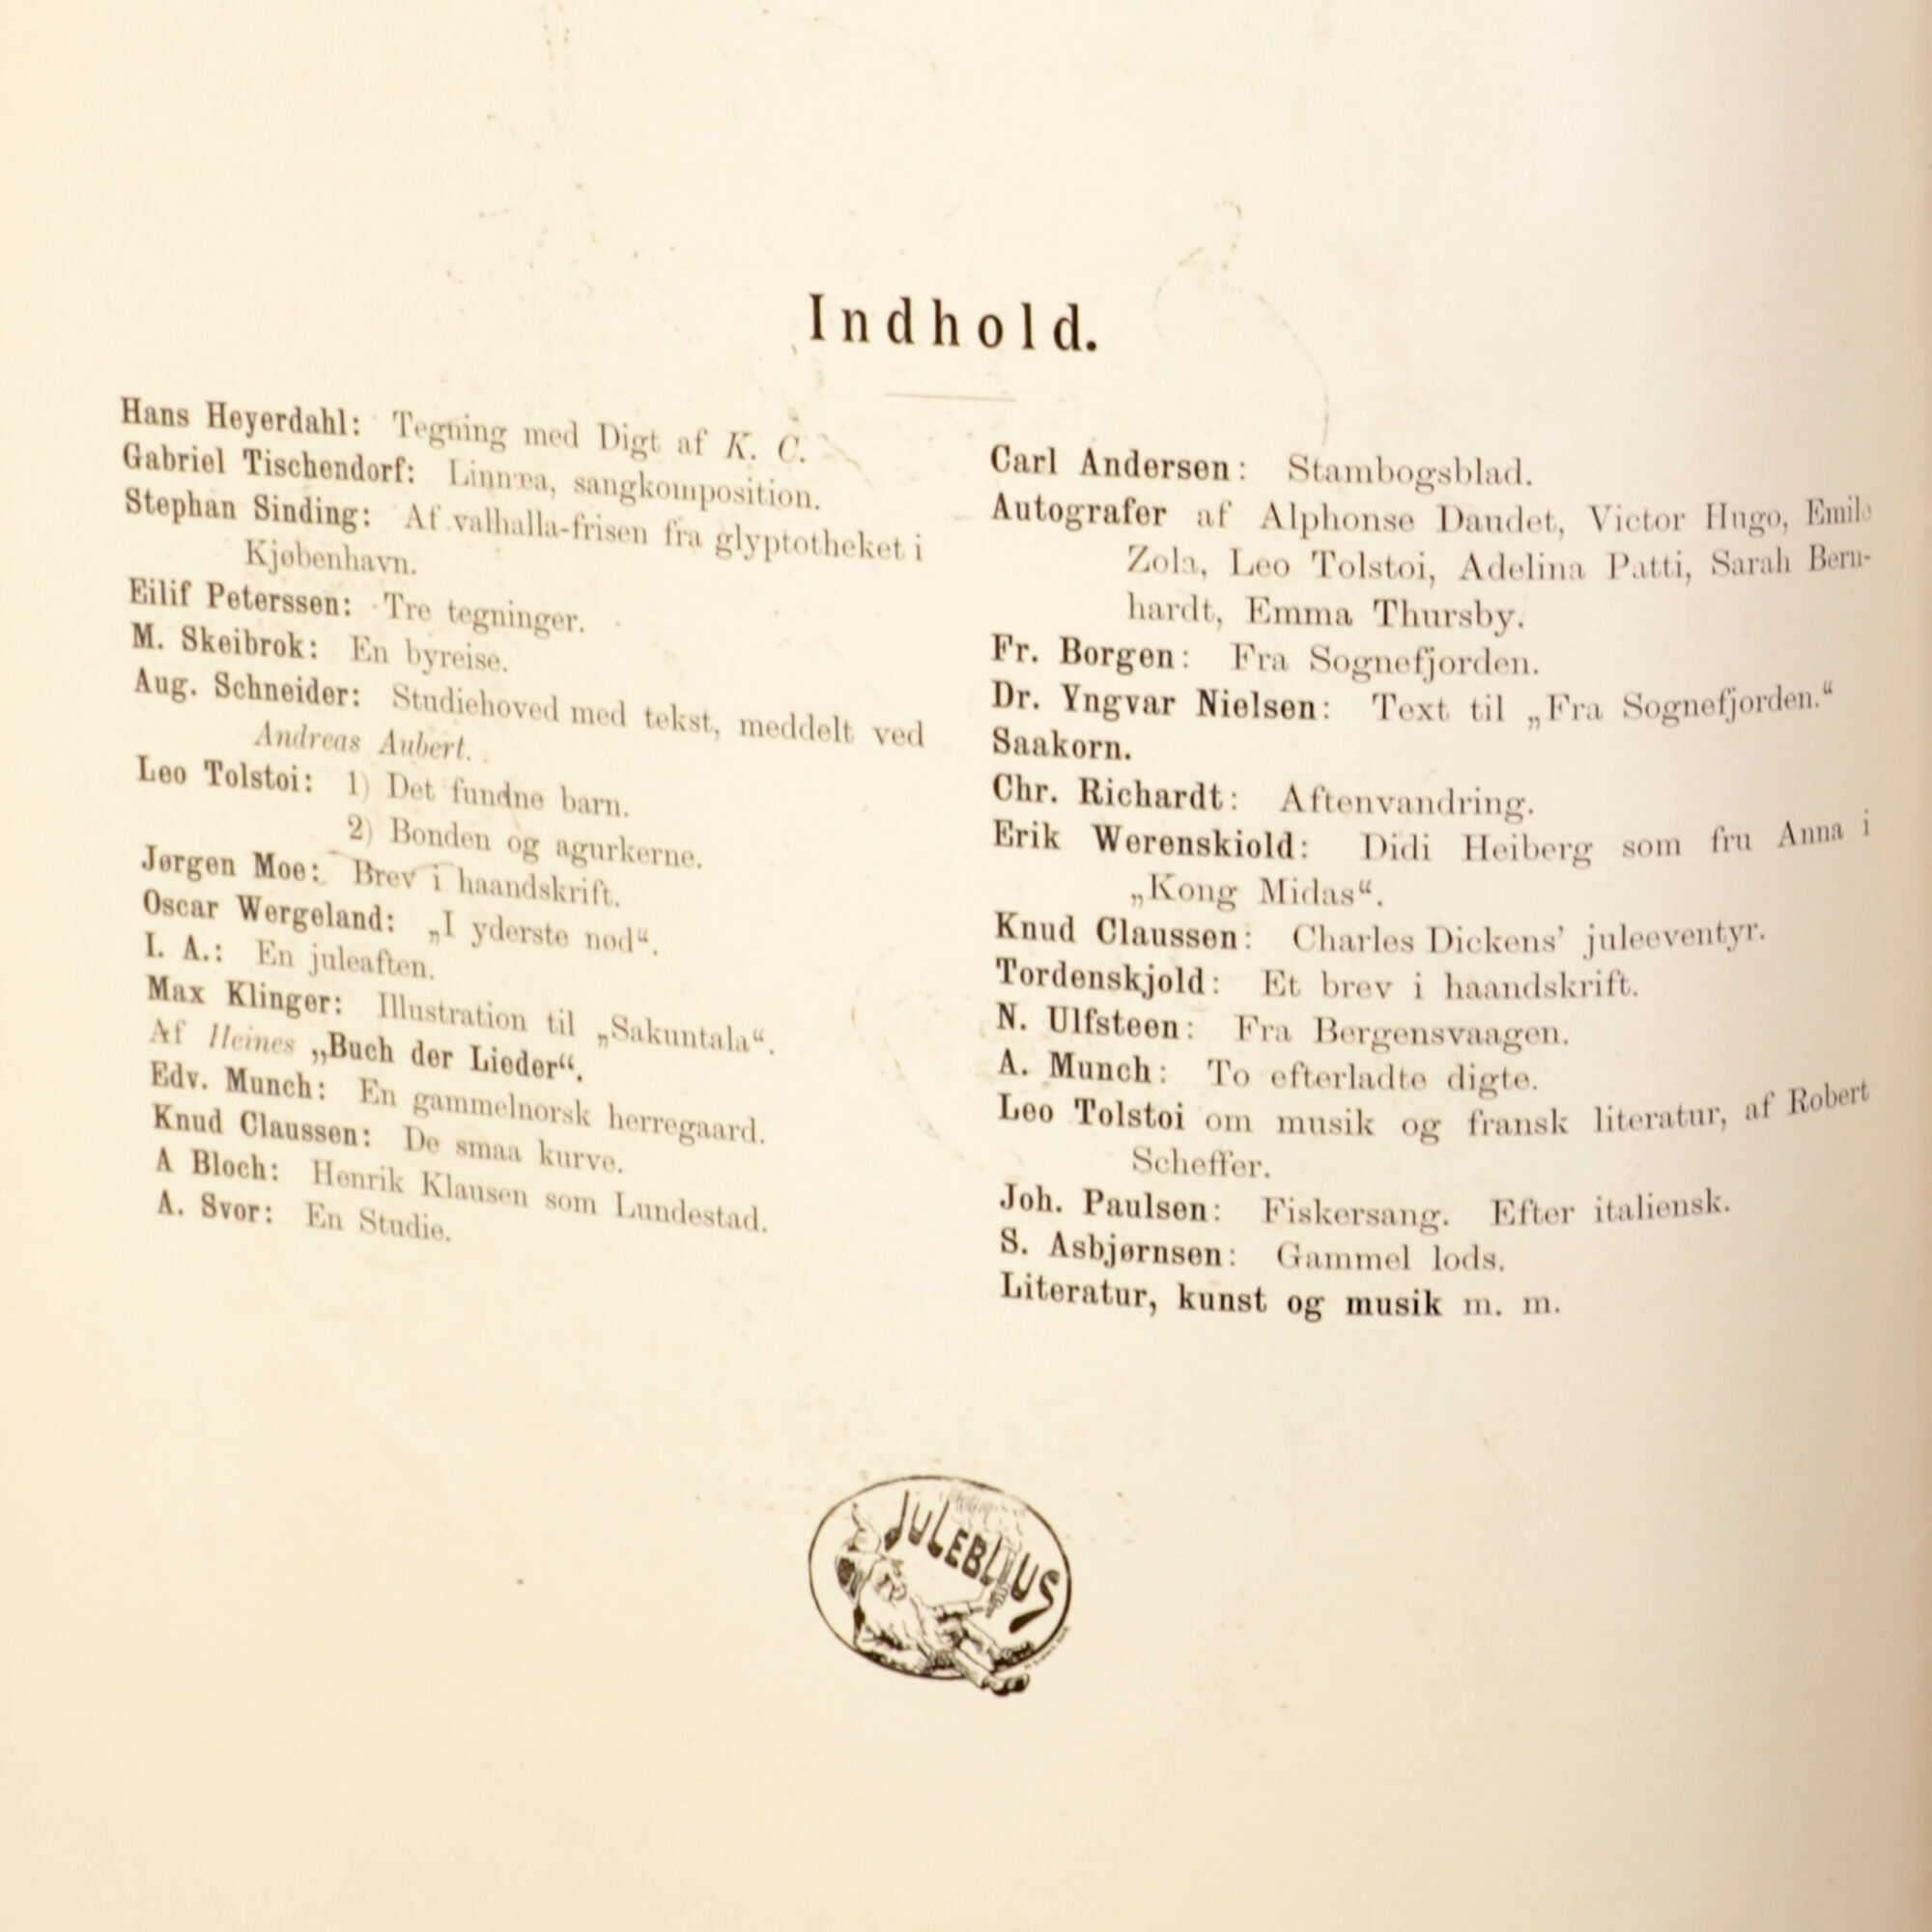 Indhold.
Hans Heyerdahl: Tegning med Digt af K. C.
Gabriel Tischendorf: Linnæa, sangkomposition.
Stephan Sinding: Af valhalla-frisen fra glyptotheket i
Kjøbenhavn.
Eilif Peterssen: Tre tegninger.
M. Skeibrok: En byreise.
Aug. Schneider: Studiehoved med tekst, meddelt ved
Andreas Aubert.
Leo Tolstoi: 1) Det fundne barn.
2) Bonden og agurkerne.
Jørgen Moe: Brev i haandskrift.
Oscar Wergeland: „I yderste nød“.
I. A.: En juleaften.
Max Klinger: Illustration til „Sakuntala“.
Af Heines „Buch der Lieder“.
Edv. Munch: En gammelnorsk herregaard.
Knud Claussen: De smaa kurve.
A Bloch: Henrik Klausen som Lundestad.
A. Svor: En Studie.
Carl Andersen: Stambogsblad.
Autografer af Alphonse Daudet, Victor Hugo, Emile
Zola, Leo Tolstoi, Adelina Patti, Sarah Bern-
hardt, Emma Thursby.
Fr. Borgen: Fra Sognefjorden.
Dr. Yngvar Nielsen: Text til „Fra Sognefjorden.“
Saakorn.
Chr. Richardt: Aftenvandring.
Erik Werenskiold: Didi Heiberg som fru Anna i
„Kong Midas“.
Knud Claussen: Charles Dickens’ juleeventyr.
Tordenskjold: Et brev i haandskrift.
N. Ulfsteen: Fra Bergensvaagen.
A. Munch: To efterladte digte.
Leo Tolstoi om musik og fransk literatur, af Robert
Scheffer.
Joh. Paulsen: Fiskersang. Efter italiensk.
S. Asbjørnsen: Gammel lods.
Literatur, kunst og musik m. m.
JULEBLUS